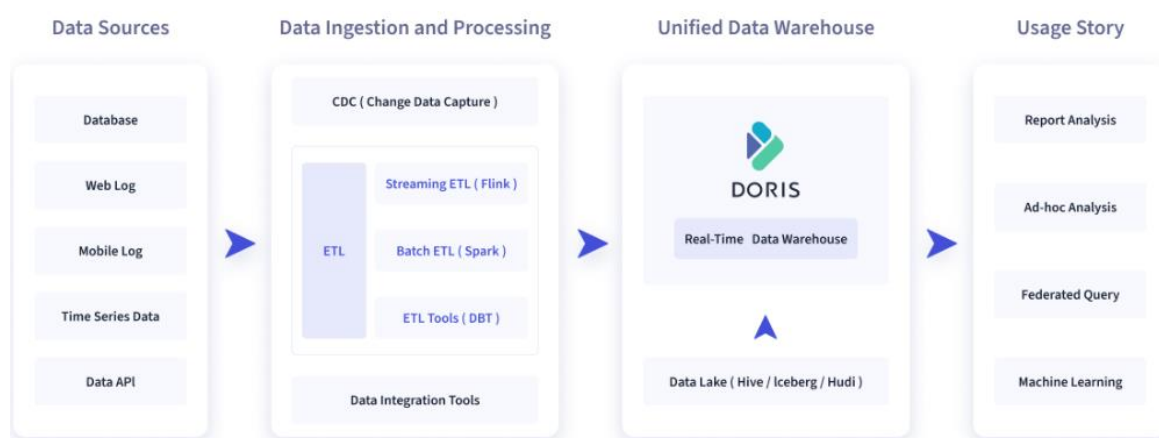 Data Sources
Data Ingestion and Processing
Unified Data Warehouse
Usage Story
Database
Web Log
Mobile Log
Time Series Data
Data API
CDC ( Change Data Capture )
ETL
Streaming ETL ( Flink )
Batch ETL ( Spark )
ETL Tools ( DBT )
Data Integration Tools
DORIS
Real-Time Data Warehouse
Data Lake ( Hive / Iceberg / Hudi )
Report Analysis
Ad-hoc Analysis
Federated Query
Machine Learning